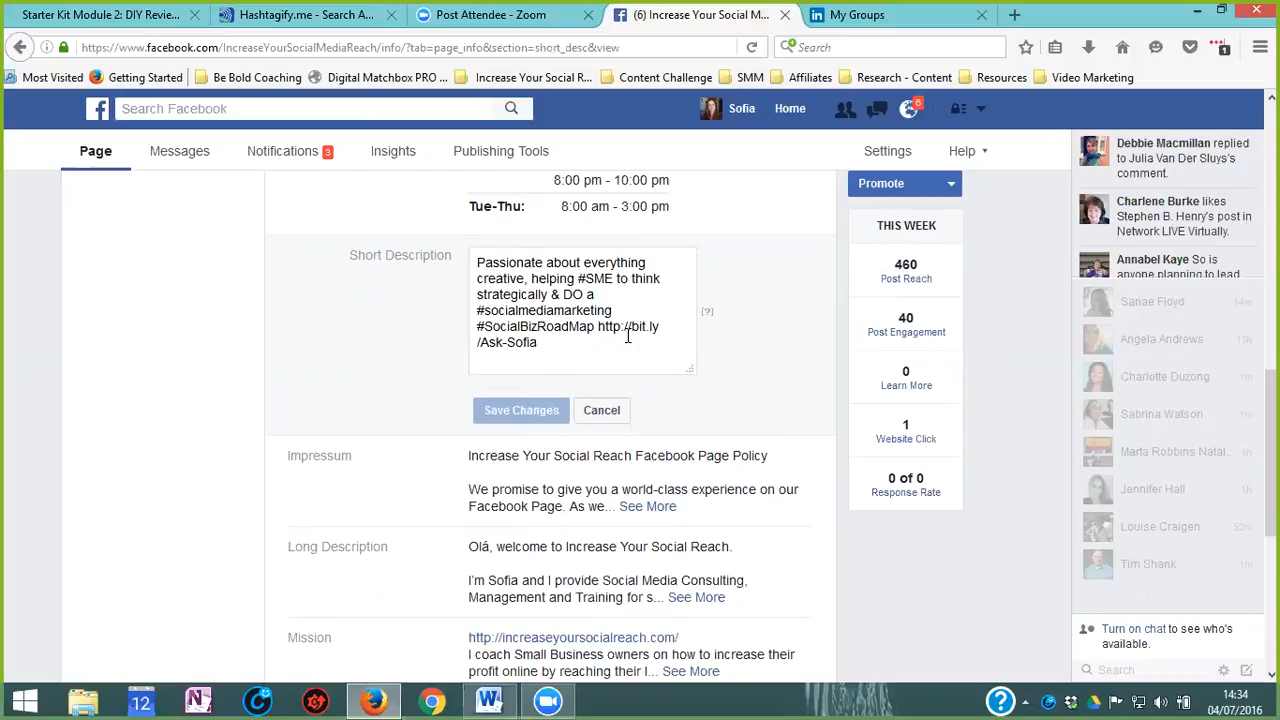 Starter Kit Module 2: DIY Revie...
Hashtagify.me - Search A...
Post Attendee - Zoom
(6) Increase Your Social M...
My Groups
https://www.facebook.com/IncreaseYourSocialMediaReach/info/?tab=page_info&section=short_desc&view
Search
1
Most Visited
Getting Started
Be Bold Coaching
Digital Matchbox PRO ...
Increase Your Social R...
Content Challenge
SMM
Affiliates
Research - Content
Resources
Video Marketing
Search Facebook
Sofia
Home
6
Page
Messages
Notifications 3
Insights
Publishing Tools
Settings
Help
8:00 pm - 10:00 pm
Tue-Thu: 8:00 am - 3:00 pm
Short Description
Passionate about everything
creative, helping #SME to think
strategically & DO a
#socialmediamarketing
#SocialBizRoadMap http://bit.ly
/Ask-Sofia
[?]
Save Changes
Cancel
Impressum
Increase Your Social Reach Facebook Page Policy
We promise to give you a world-class experience on our
Facebook Page. As we... See More
Long Description
Olá, welcome to Increase Your Social Reach.
I'm Sofia and I provide Social Media Consulting,
Management and Training for s... See More
Mission
http://increaseyoursocialreach.com/
I coach Small Business owners on how to increase their
profit online by reaching their I... See More
Promote
THIS WEEK
460
Post Reach
40
Post Engagement
0
Learn More
1
Website Click
0 of 0
Response Rate
Debbie Macmillan replied
to Julia Van Der Sluys's
comment.
Charlene Burke likes
Stephen B. Henry's post in
Network LIVE Virtually.
Annabel Kaye So is
anyone planning to lead
Sanae Floyd 14m
Angela Andrews 11h
Charlotte Duzong 1m
Sabrina Watson 1m
Marta Robbins Natal... 1h
Jennifer Hall 1h
Louise Craigen 52m
Tim Shank 1m
Turn on chat to see who's
available.
Search
12
14:34
04/07/2016